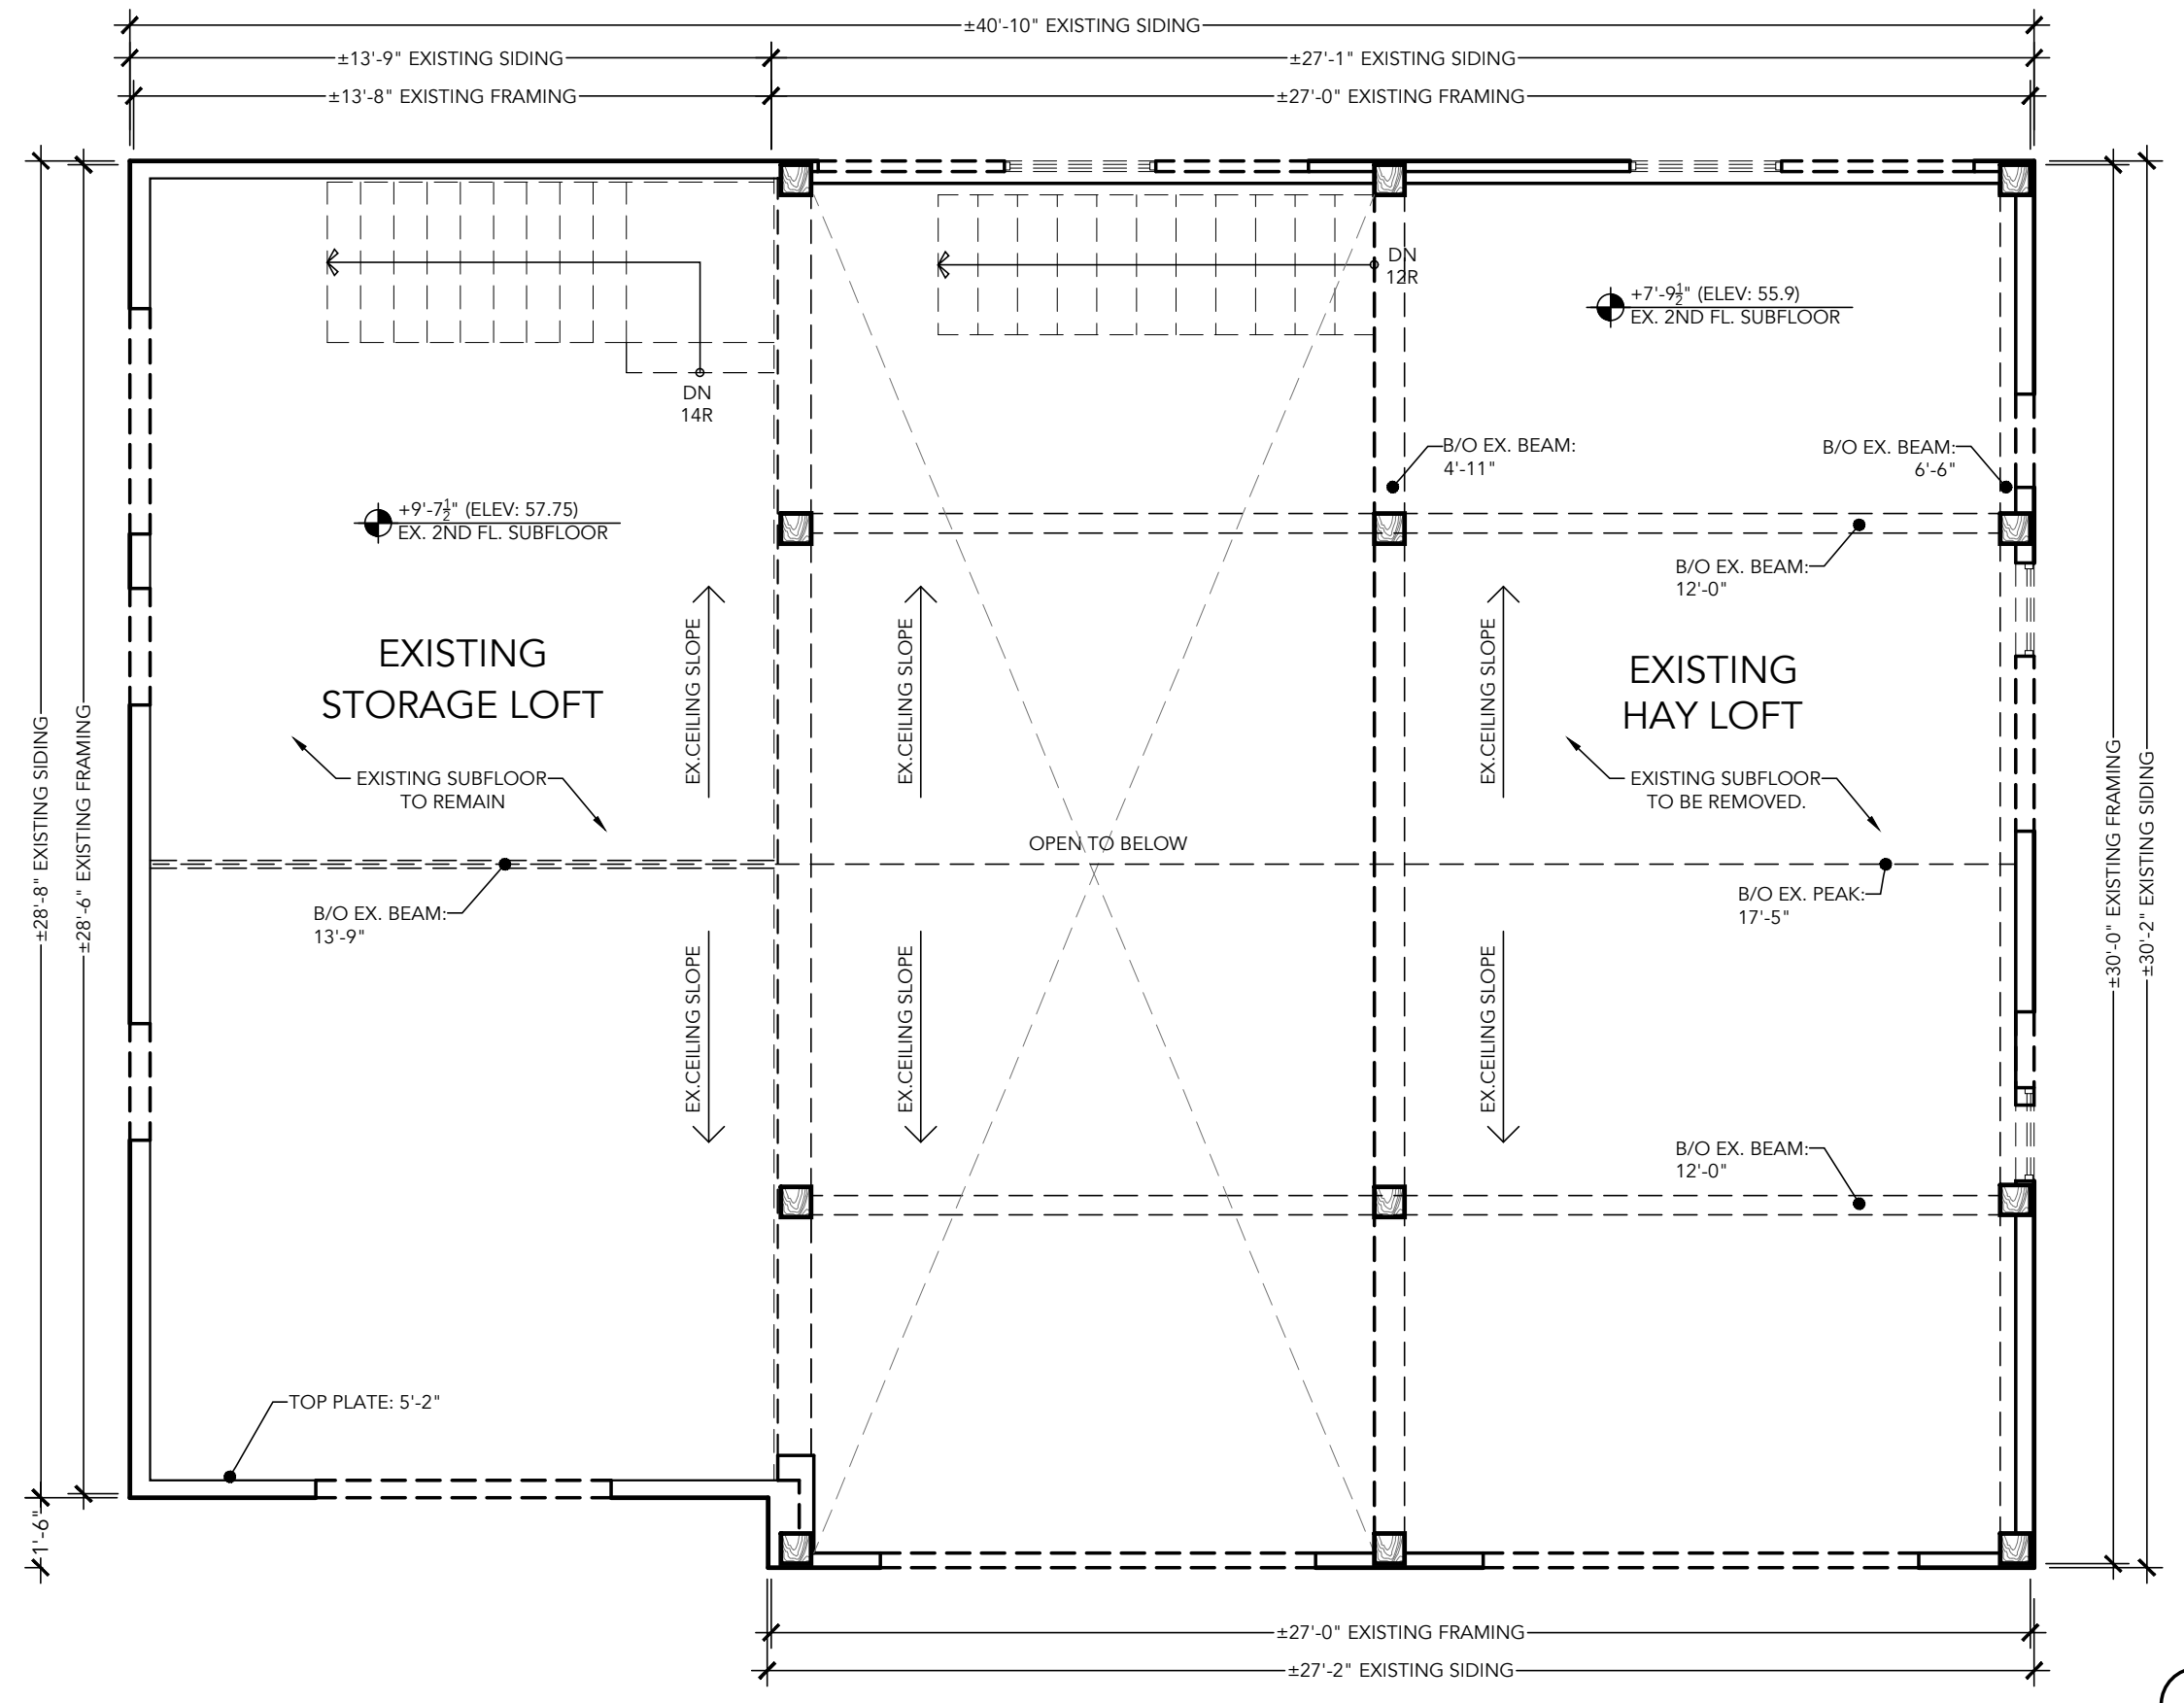 ±40'-10" EXISTING SIDING
±13'-9" EXISTING SIDING
±27'-1" EXISTING SIDING
±13'-8" EXISTING FRAMING
±27'-0" EXISTING FRAMING
DN
12R
+7'-9½" (ELEV: 55.9)
EX. 2ND FL. SUBFLOOR
DN
14R
B/O EX. BEAM:
4'-11"
B/O EX. BEAM:
6'-6"
+9'-7½" (ELEV: 57.75)
EX. 2ND FL. SUBFLOOR
B/O EX. BEAM:
12'-0"
EXISTING
STORAGE LOFT
EX.CEILING SLOPE
EX.CEILING SLOPE
EX.CEILING SLOPE
EXISTING
HAY LOFT
EXISTING SUBFLOOR
TO REMAIN
EXISTING SUBFLOOR
TO BE REMOVED.
±28'-8" EXISTING SIDING
±28'-6" EXISTING FRAMING
OPEN TO BELOW
±30'-0" EXISTING FRAMING
±30'-2" EXISTING SIDING
B/O EX. BEAM:
13'-9"
B/O EX. PEAK:
17'-5"
EX.CEILING SLOPE
EX.CEILING SLOPE
EX.CEILING SLOPE
B/O EX. BEAM:
12'-0"
TOP PLATE: 5'-2"
±1'-6"
±27'-0" EXISTING FRAMING
±27'-2" EXISTING SIDING